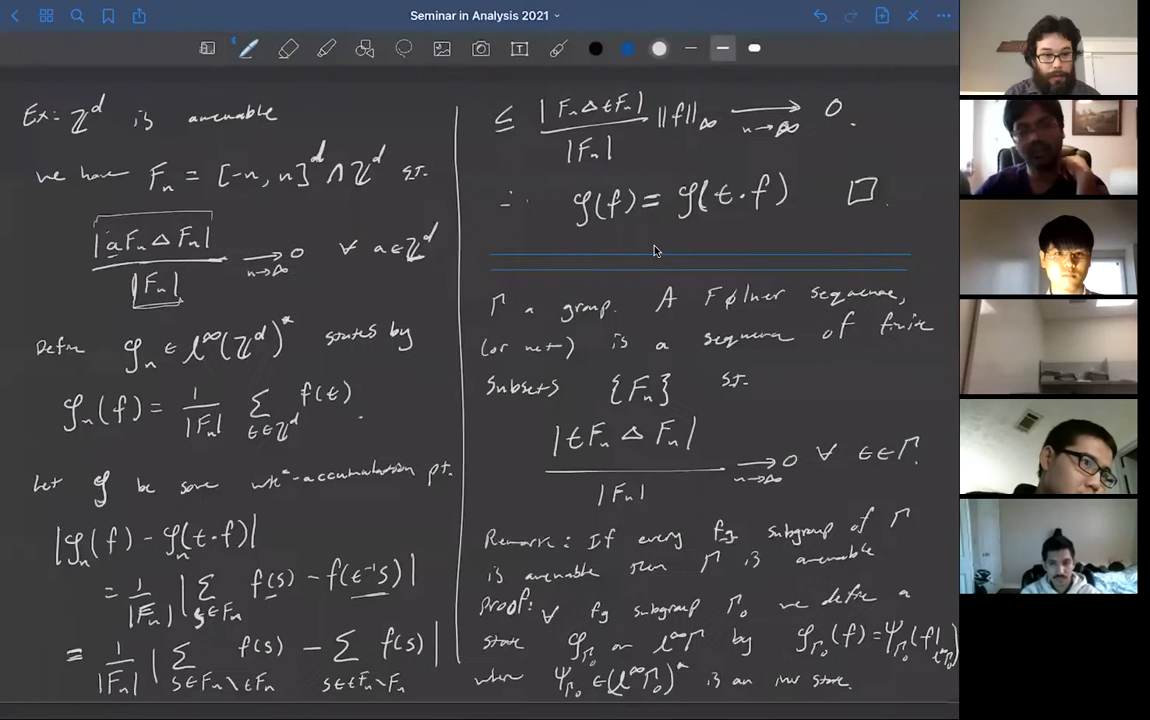 Seminar in Analysis 2021
Ex: ℤ^d is amenable
we have F_n = [-n, n]^d ∩ ℤ^d st.
|aF_n Δ F_n| / |F_n| → 0 n→∞ ∀ a∈ℤ^d
Define φ_n ∈ ℓ^∞(ℤ^d)^* states by
φ_n(f) = 1/|F_n| Σ_{t∈ℤ^d} f(t).
Let φ be some wk*-accumulation pt.
|φ_n(f) - φ_n(t·f)|
= 1/|F_n| |Σ_{s∈F_n} f(s) - f(t^{-1}s)|
= 1/|F_n| |Σ_{s∈F_n\tF_n} f(s) - Σ_{s∈tF_n\F_n} f(s)|
≤ |F_n Δ tF_n| / |F_n| ‖f‖_∞ → 0. n→∞
∴ φ(f) = φ(t·f) □.
Γ a group. A Følner sequence,
(or net) is a sequence of finite
subsets {F_n} st.
|tF_n Δ F_n| / |F_n| → 0 n→∞ ∀ t∈Γ.
Remark: If every fg subgroup of Γ
is amenable then Γ is amenable
Proof: ∀ fg subgroup Γ_0 we define a
state φ_{Γ_0} on ℓ^∞Γ by φ_{Γ_0}(f) = ψ_{Γ_0}(f|_{ℓ^∞Γ_0})
where ψ_{Γ_0} ∈ (ℓ^∞Γ_0)^* is an inv state.